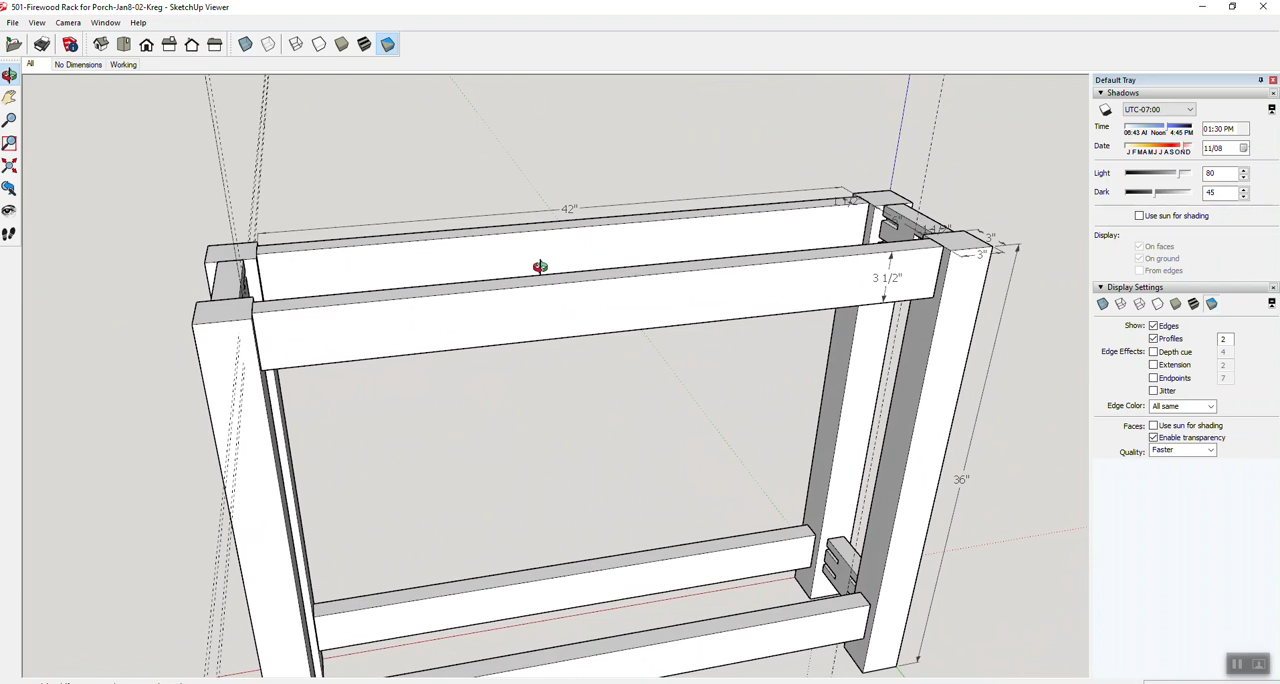 501-Firewood Rack for Porch-Jan8-02-Kreg - SketchUp Viewer
File View Camera Window Help
All No Dimensions Working
Default Tray
Shadows
UTC-07:00
Time
06:43 AM Noon 4:45 PM
01:30 PM
Date
J F M A M J J A S O N D
11/08
Light 80
Dark 45
Use sun for shading
Display:
On faces
On ground
From edges
Display Settings
Show: Edges
Profiles 2
Edge Effects: Depth cue 4
Extension 2
Endpoints 7
Jitter
Edge Color: All same
Faces: Use sun for shading
Enable transparency
Quality: Faster
42"
3"
3"
3 1/2"
36"